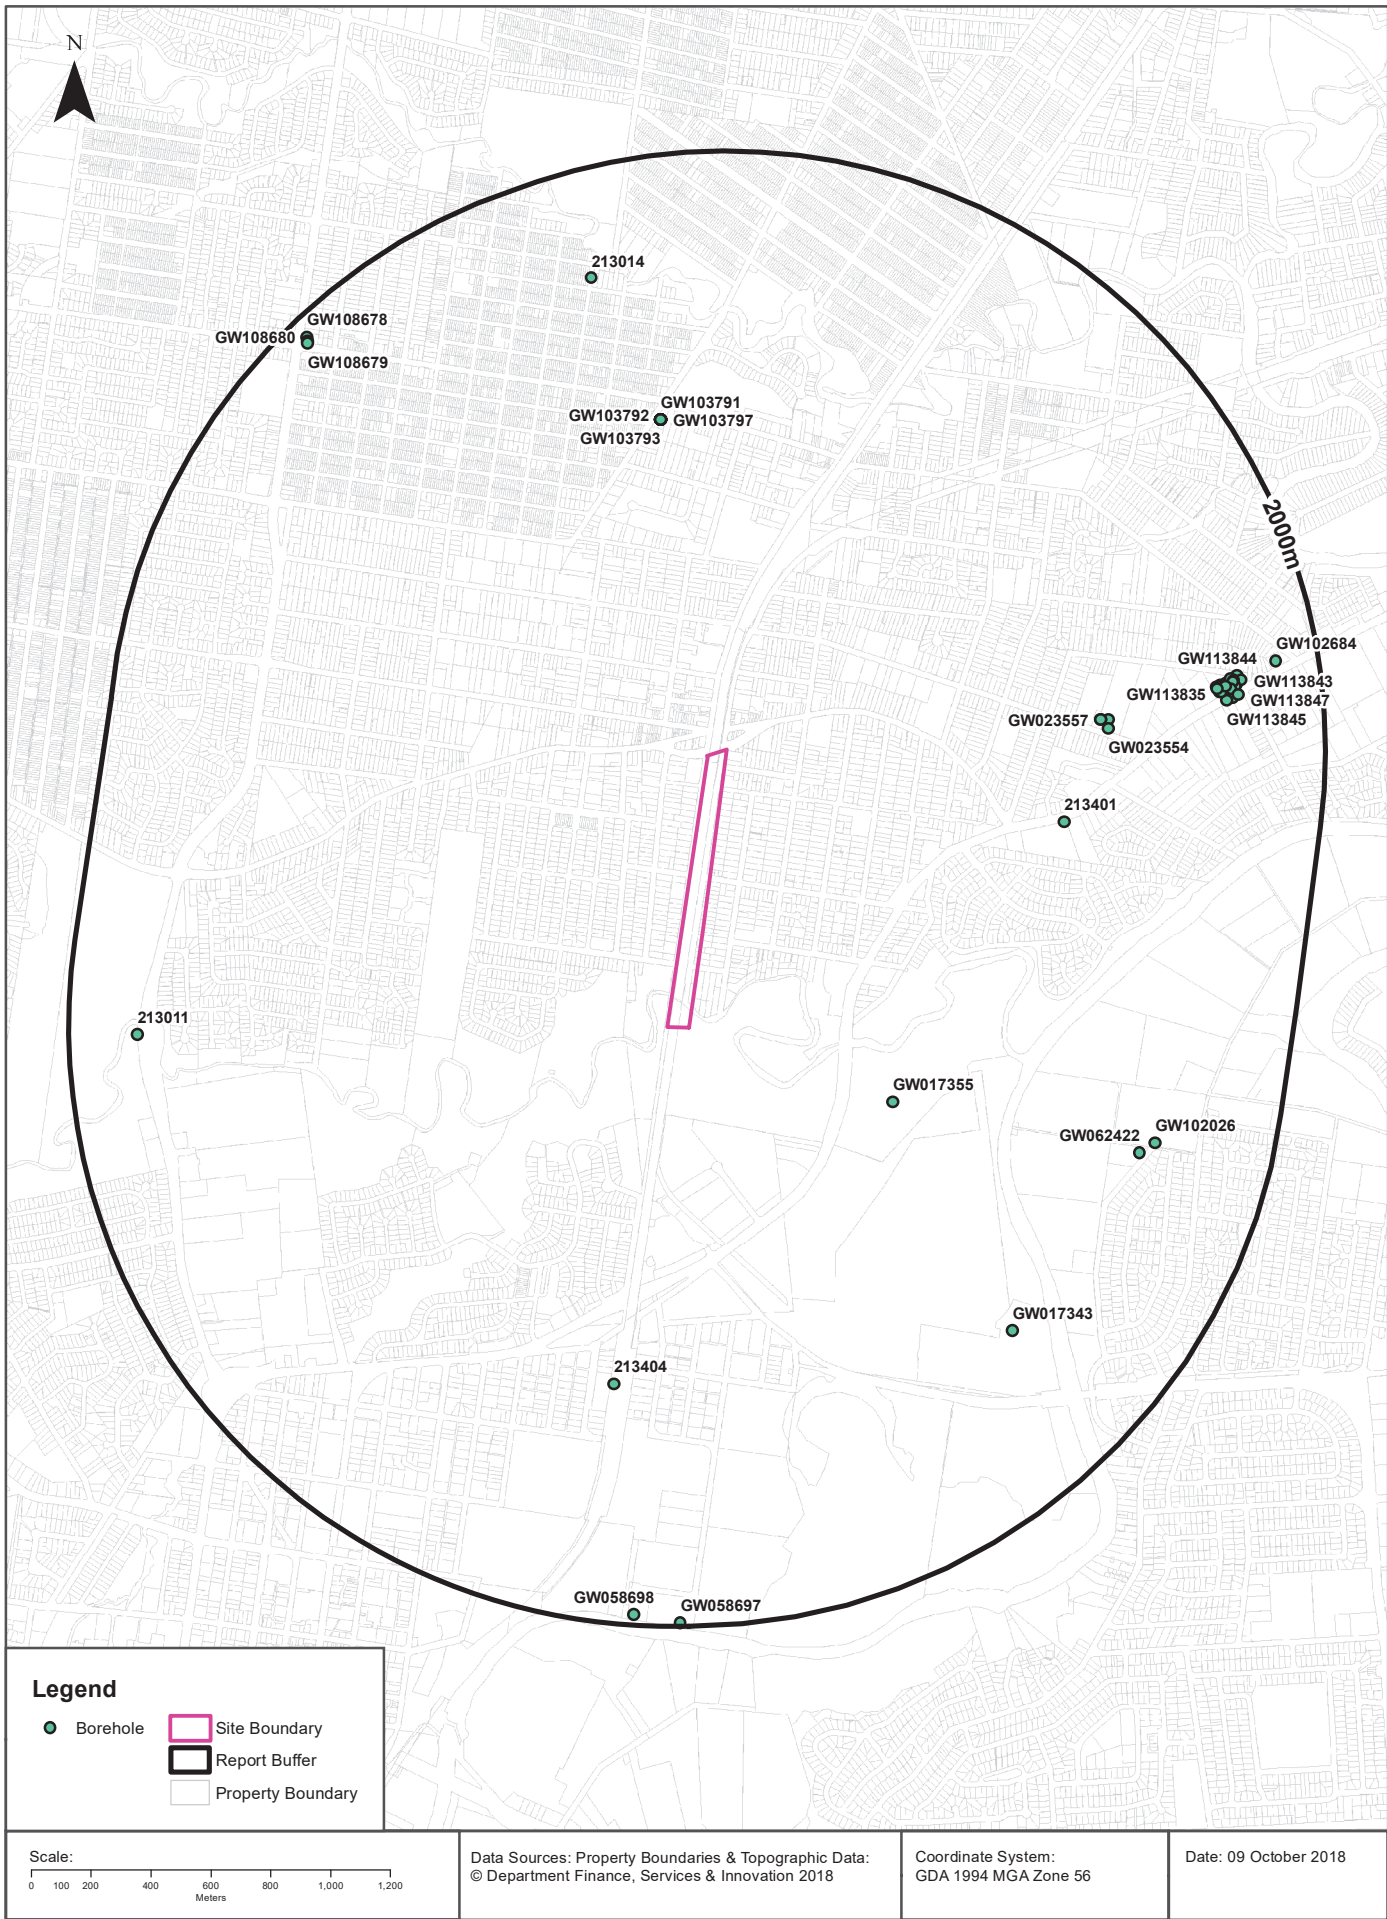 N
213014
GW108678
GW108680
GW108679
GW103791
GW103792
GW103797
GW103793
2000m
GW102684
GW113844
GW113843
GW113835
GW113847
GW113845
GW023557
GW023554
213401
213011
GW017355
GW102026
GW062422
GW017343
213404
GW058698
GW058697
Legend
Borehole
Site Boundary
Report Buffer
Property Boundary
Scale:
0 100 200 400 600 800 1,000 1,200
Meters
Data Sources: Property Boundaries & Topographic Data:
© Department Finance, Services & Innovation 2018
Coordinate System:
GDA 1994 MGA Zone 56
Date: 09 October 2018